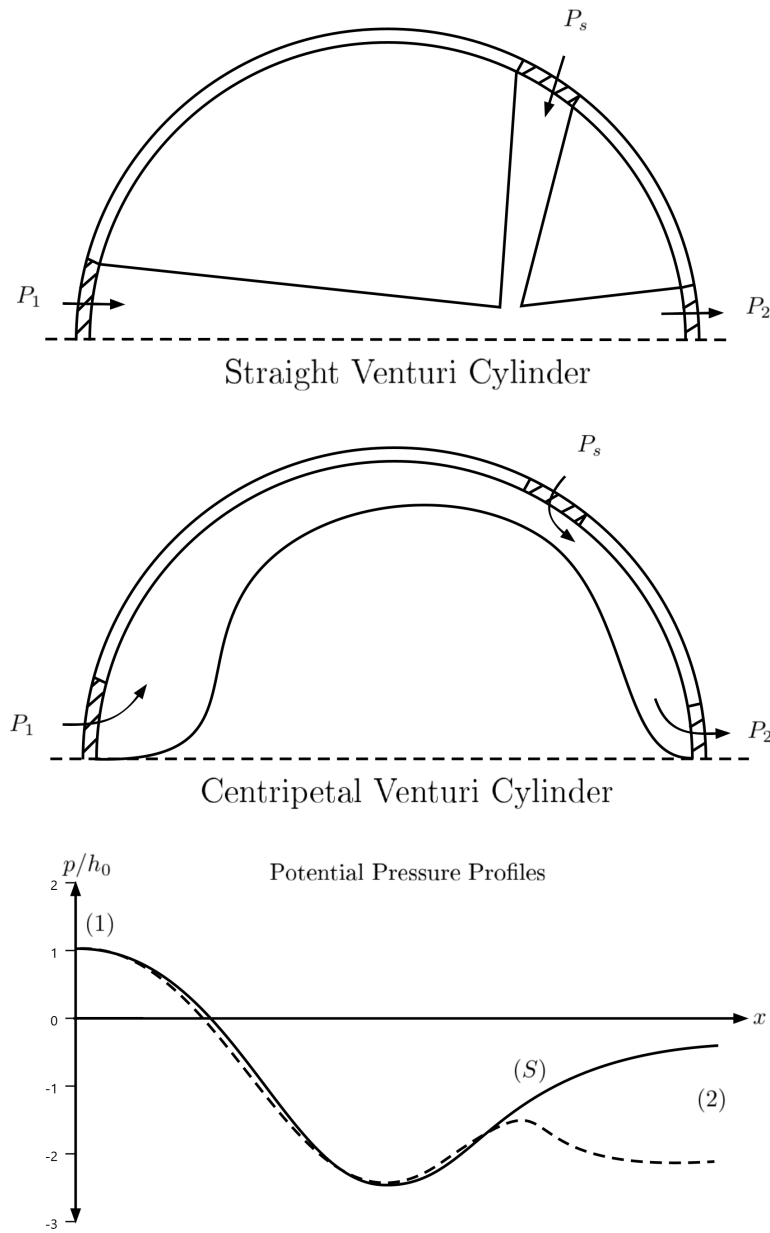 P_s
P_1
P_2
Straight Venturi Cylinder
P_s
P_1
P_2
Centripetal Venturi Cylinder
p/h_0
Potential Pressure Profiles
2
(1)
1
0
x
(S)
-1
(2)
-2
-3